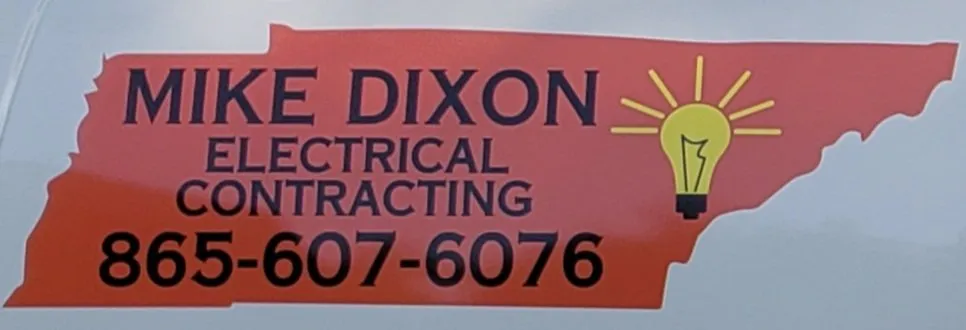 MIKE DIXON
ELECTRICAL
CONTRACTING
865-607-6076